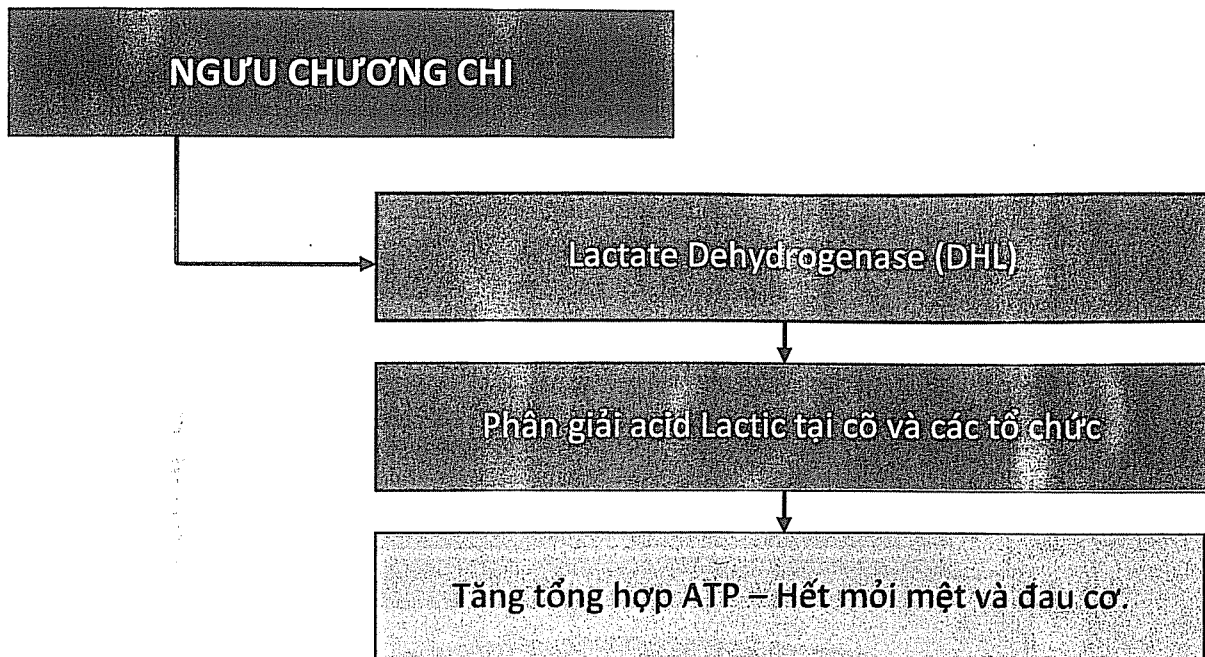 NGƯU CHƯƠNG CHI
Lactate Dehydrogenase (DHL)
Phân giải acid Lactic tại cõ và các tổ chức
Tăng tổng hợp ATP – Hết mỏi mệt và đau cơ.